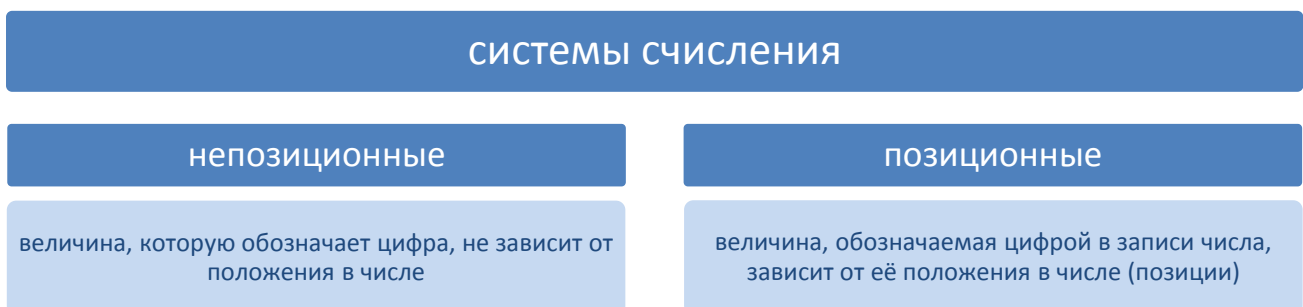 системы счисления
непозиционные
величина, которую обозначает цифра, не зависит от
положения в числе
позиционные
величина, обозначаемая цифрой в записи числа,
зависит от её положения в числе (позиции)